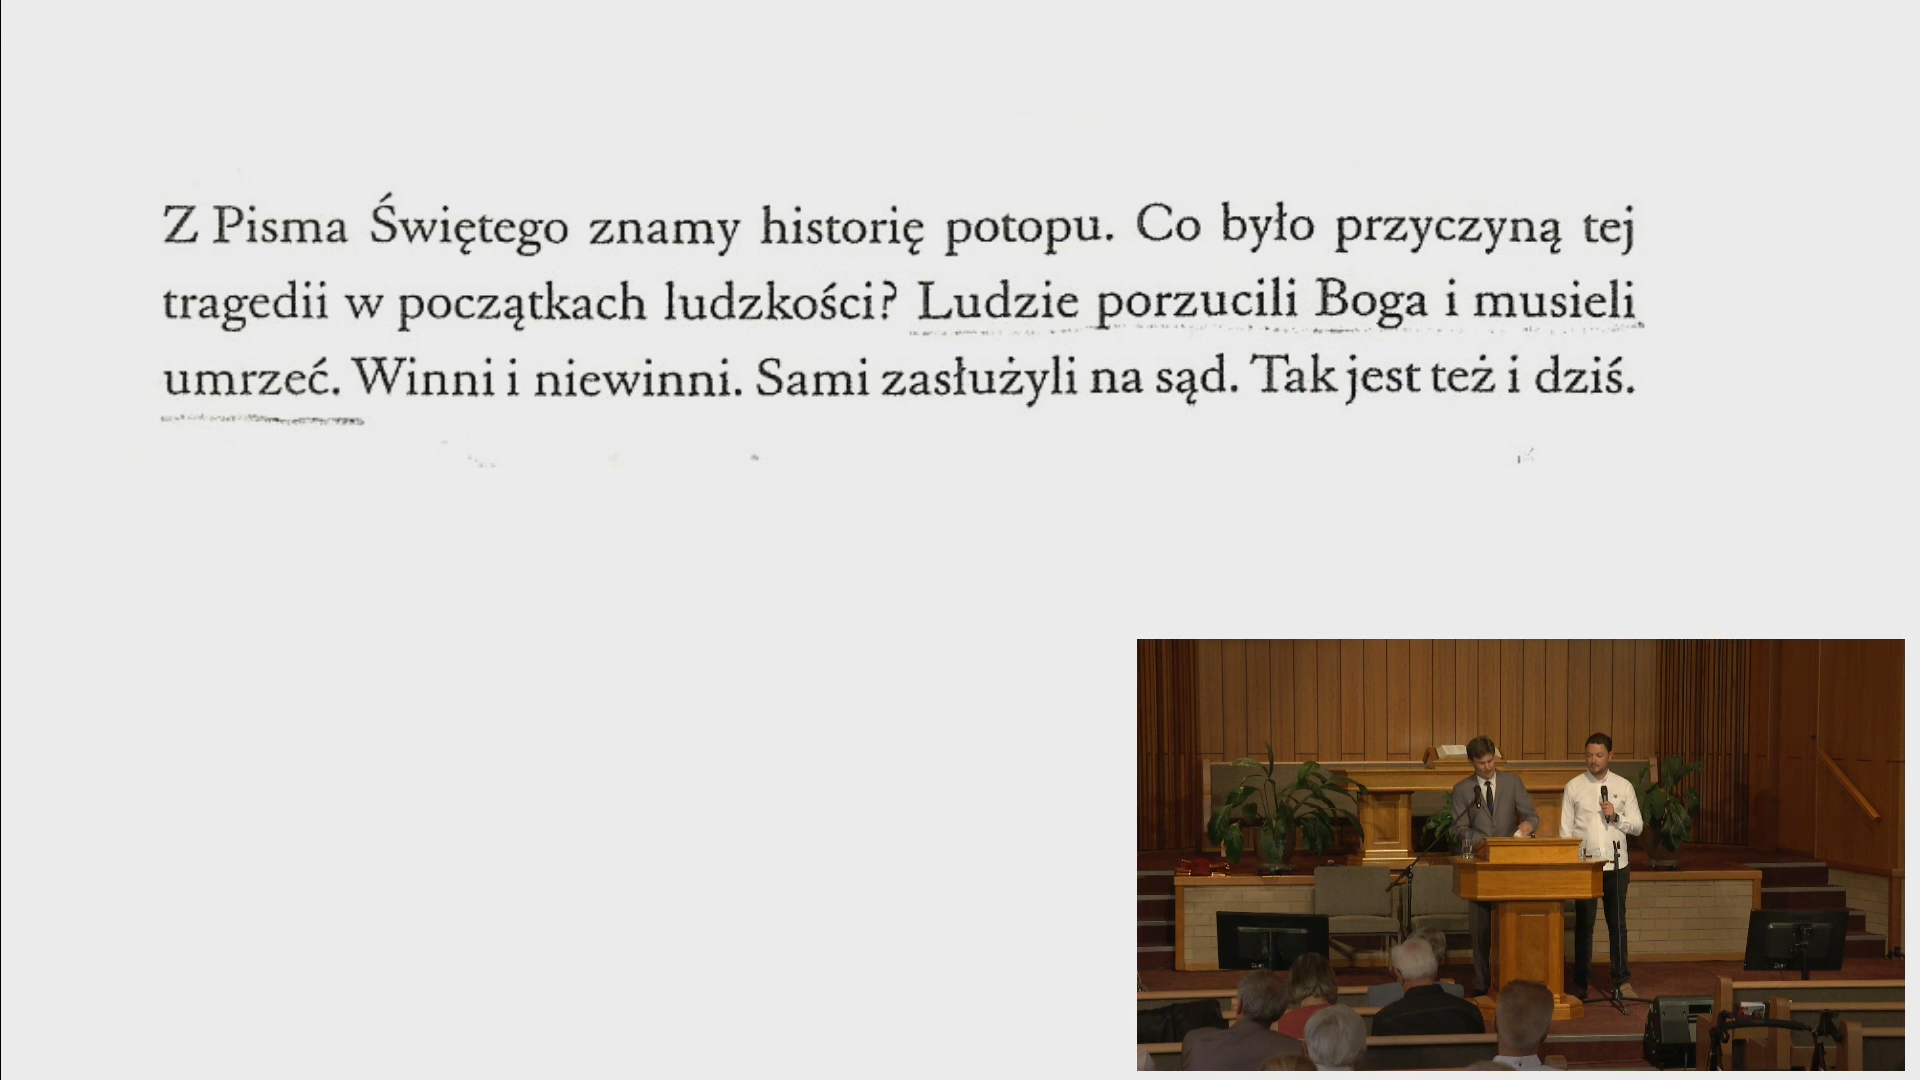 Z Pisma Świętego znamy historię potopu. Co było przyczyną tej
tragedii w początkach ludzkości? Ludzie porzucili Boga i musieli
umrzeć. Winni i niewinni. Sami zasłużyli na sąd. Tak jest też i dziś.